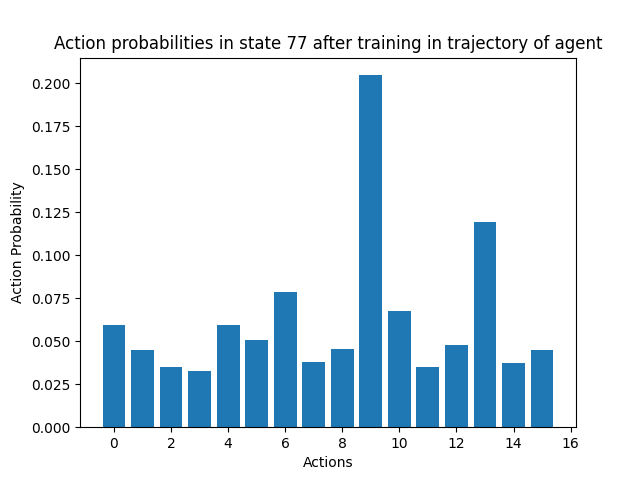 Action probabilities in state 77 after training in trajectory of agent
0.200
0.175
0.150
0.125
0.100
0.075
0.050
0.025
0.000
Action Probability
0 2 4 6 8 10 12 14 16
Actions